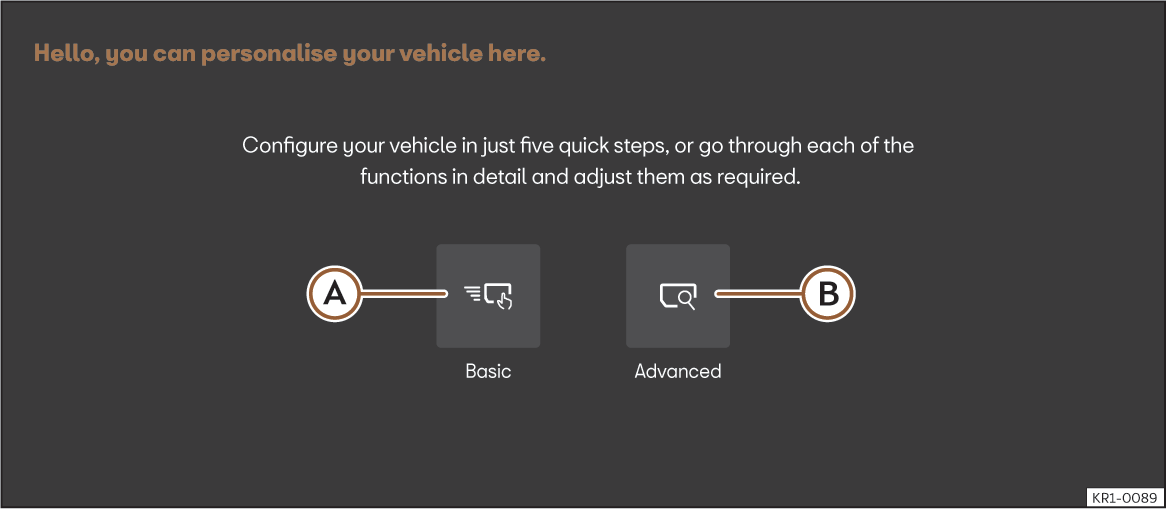 Hello, you can personalise your vehicle here.
Configure your vehicle in just five quick steps, or go through each of the
functions in detail and adjust them as required.
A
B
Basic
Advanced
KR1-0089